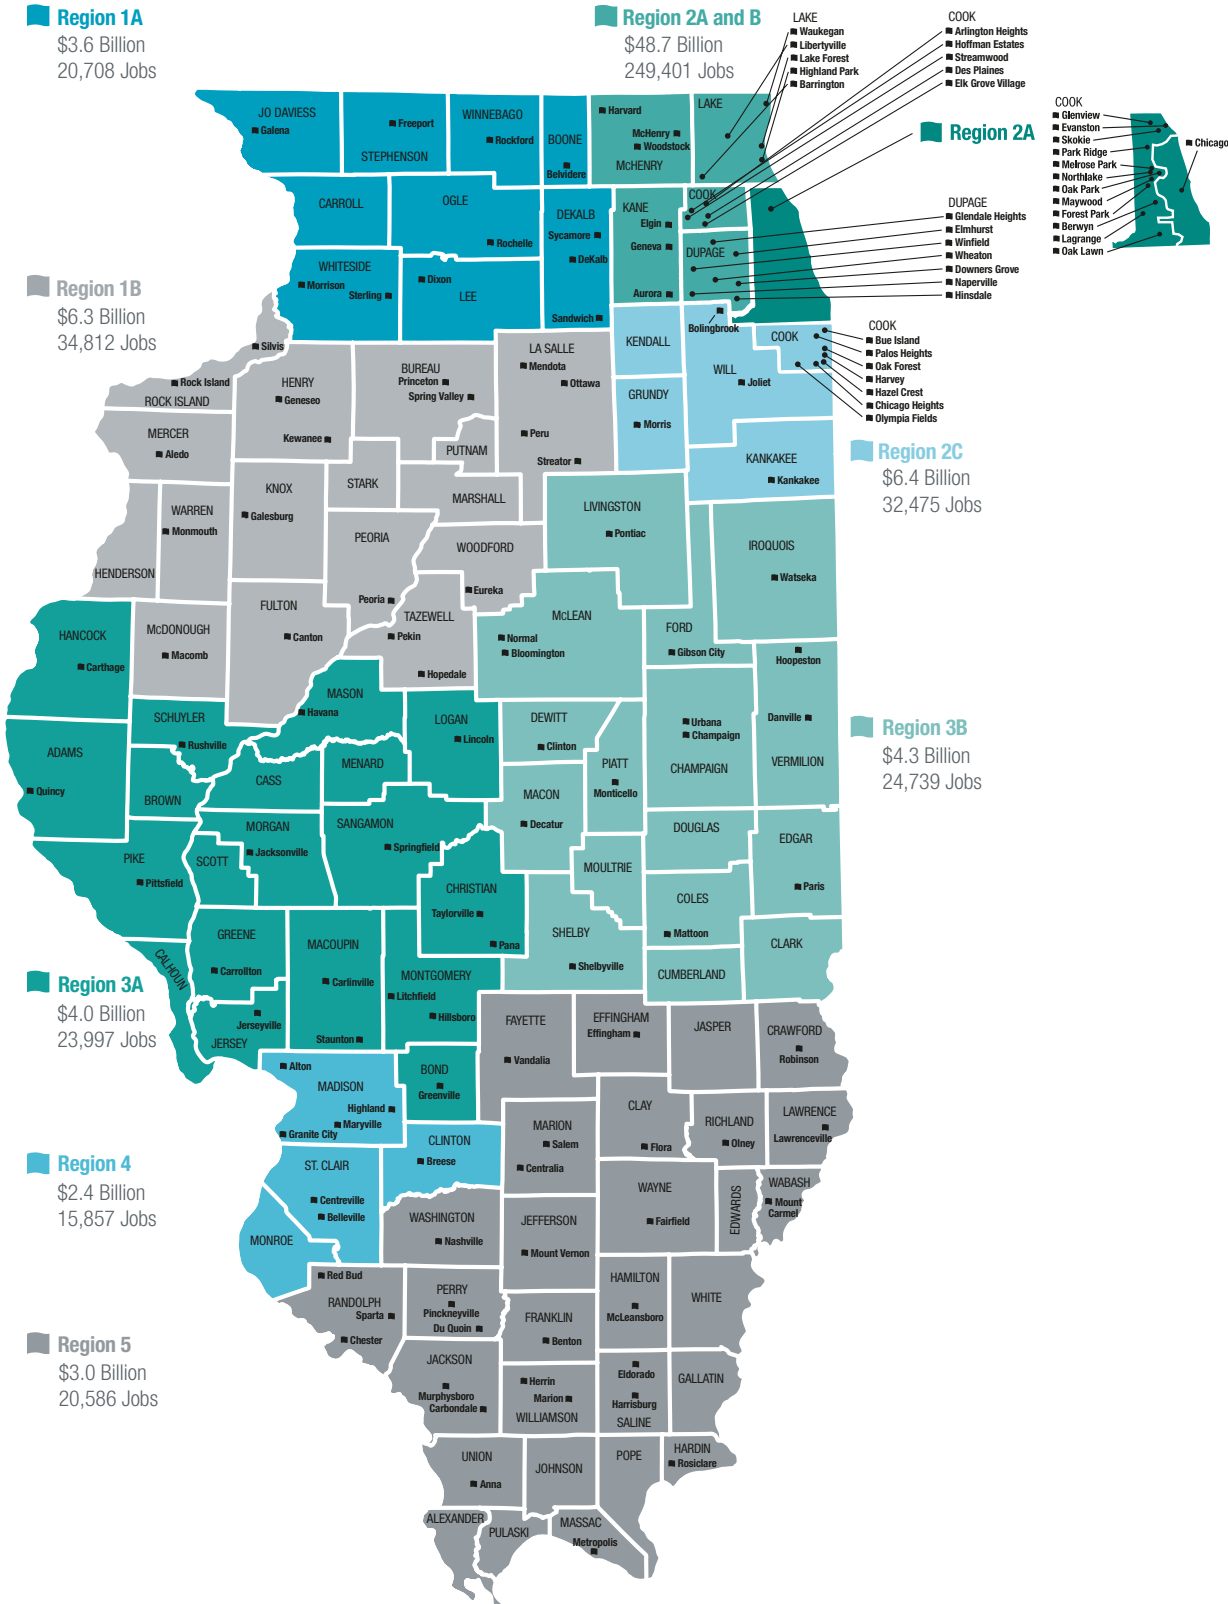 Region 1A
$3.6 Billion
20,708 Jobs
Region 2A and B
$48.7 Billion
249,401 Jobs
LAKE
Waukegan
Libertyville
Lake Forest
Highland Park
Barrington
COOK
Arlington Heights
Hoffman Estates
Streamwood
Des Plaines
Elk Grove Village
Region 2A
COOK
Glenview
Evanston
Skokie
Park Ridge
Melrose Park
Northlake
Oak Park
Maywood
Forest Park
Berwyn
Lagrange
Oak Lawn
Chicago
DUPAGE
Glendale Heights
Elmhurst
Winfield
Wheaton
Downers Grove
Naperville
Hinsdale
COOK
Bue Island
Palos Heights
Oak Forest
Harvey
Hazel Crest
Chicago Heights
Olympia Fields
Region 2C
$6.4 Billion
32,475 Jobs
Region 1B
$6.3 Billion
34,812 Jobs
Region 3B
$4.3 Billion
24,739 Jobs
Region 3A
$4.0 Billion
23,997 Jobs
Region 4
$2.4 Billion
15,857 Jobs
Region 5
$3.0 Billion
20,586 Jobs
JO DAVIESS
Galena
Freeport
STEPHENSON
WINNEBAGO
Rockford
BOONE
Belvidere
Harvard
McHenry
Woodstock
McHENRY
LAKE
CARROLL
OGLE
Rochelle
DEKALB
Sycamore
DeKalb
Sandwich
KANE
Elgin
Geneva
Aurora
COOK
DUPAGE
WHITESIDE
Morrison
Sterling
Dixon
LEE
Bolingbrook
KENDALL
WILL
Joliet
COOK
GRUNDY
Morris
KANKAKEE
Kankakee
Silvis
Rock Island
ROCK ISLAND
HENRY
Geneseo
Kewanee
BUREAU
Princeton
Spring Valley
LA SALLE
Mendota
Ottawa
Peru
Streator
MERCER
Aledo
PUTNAM
STARK
MARSHALL
KNOX
Galesburg
WARREN
Monmouth
HENDERSON
PEORIA
Peoria
WOODFORD
Eureka
LIVINGSTON
Pontiac
IROQUOIS
Watseka
HANCOCK
Carthage
McDONOUGH
Macomb
FULTON
Canton
TAZEWELL
Pekin
Hopedale
McLEAN
Normal
Bloomington
FORD
Gibson City
Hoopeston
Danville
VERMILION
SCHUYLER
Rushville
MASON
Havana
LOGAN
Lincoln
DEWITT
Clinton
PIATT
Monticello
Urbana
Champaign
CHAMPAIGN
ADAMS
Quincy
BROWN
CASS
MENARD
MACON
Decatur
MORGAN
Jacksonville
SANGAMON
Springfield
DOUGLAS
EDGAR
Paris
PIKE
Pittsfield
SCOTT
CHRISTIAN
Taylorville
Pana
MOULTRIE
COLES
Mattoon
SHELBY
Shelbyville
CLARK
CUMBERLAND
GREENE
Carrollton
MACOUPIN
Carlinville
Staunton
MONTGOMERY
Litchfield
Hillsboro
CALHOUN
Jerseyville
JERSEY
FAYETTE
Vandalia
EFFINGHAM
Effingham
JASPER
CRAWFORD
Robinson
Alton
MADISON
Highland
Maryville
Granite City
BOND
Greenville
CLAY
Flora
RICHLAND
Olney
LAWRENCE
Lawrenceville
MARION
Salem
Centralia
CLINTON
Breese
ST. CLAIR
Centreville
Belleville
MONROE
WASHINGTON
Nashville
JEFFERSON
Mount Vernon
WAYNE
Fairfield
EDWARDS
WABASH
Mount
Carmel
Red Bud
RANDOLPH
Sparta
Chester
PERRY
Pinckneyville
Du Quoin
FRANKLIN
Benton
HAMILTON
McLeansboro
WHITE
JACKSON
Murphysboro
Carbondale
Herrin
Marion
WILLIAMSON
Eldorado
Harrisburg
SALINE
GALLATIN
UNION
Anna
JOHNSON
POPE
HARDIN
Rosiclare
ALEXANDER
PULASKI
MASSAC
Metropolis